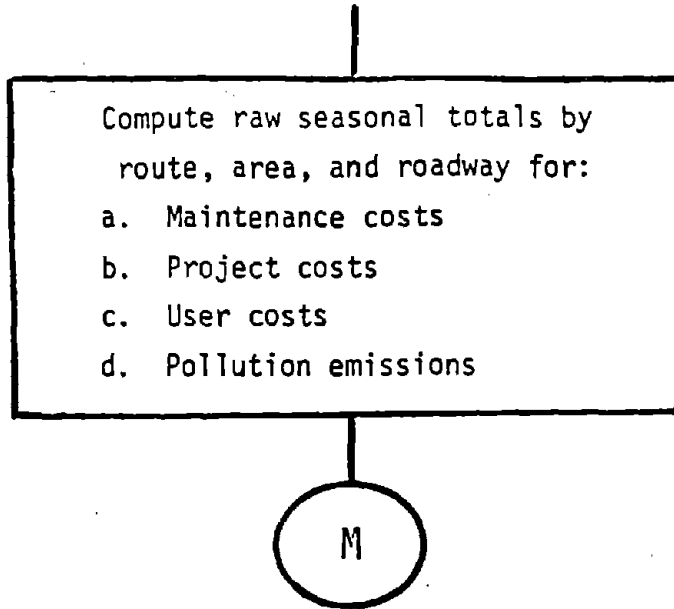 Compute raw seasonal totals by
route, area, and roadway for:
a. Maintenance costs
b. Project costs
c. User costs
d. Pollution emissions
M